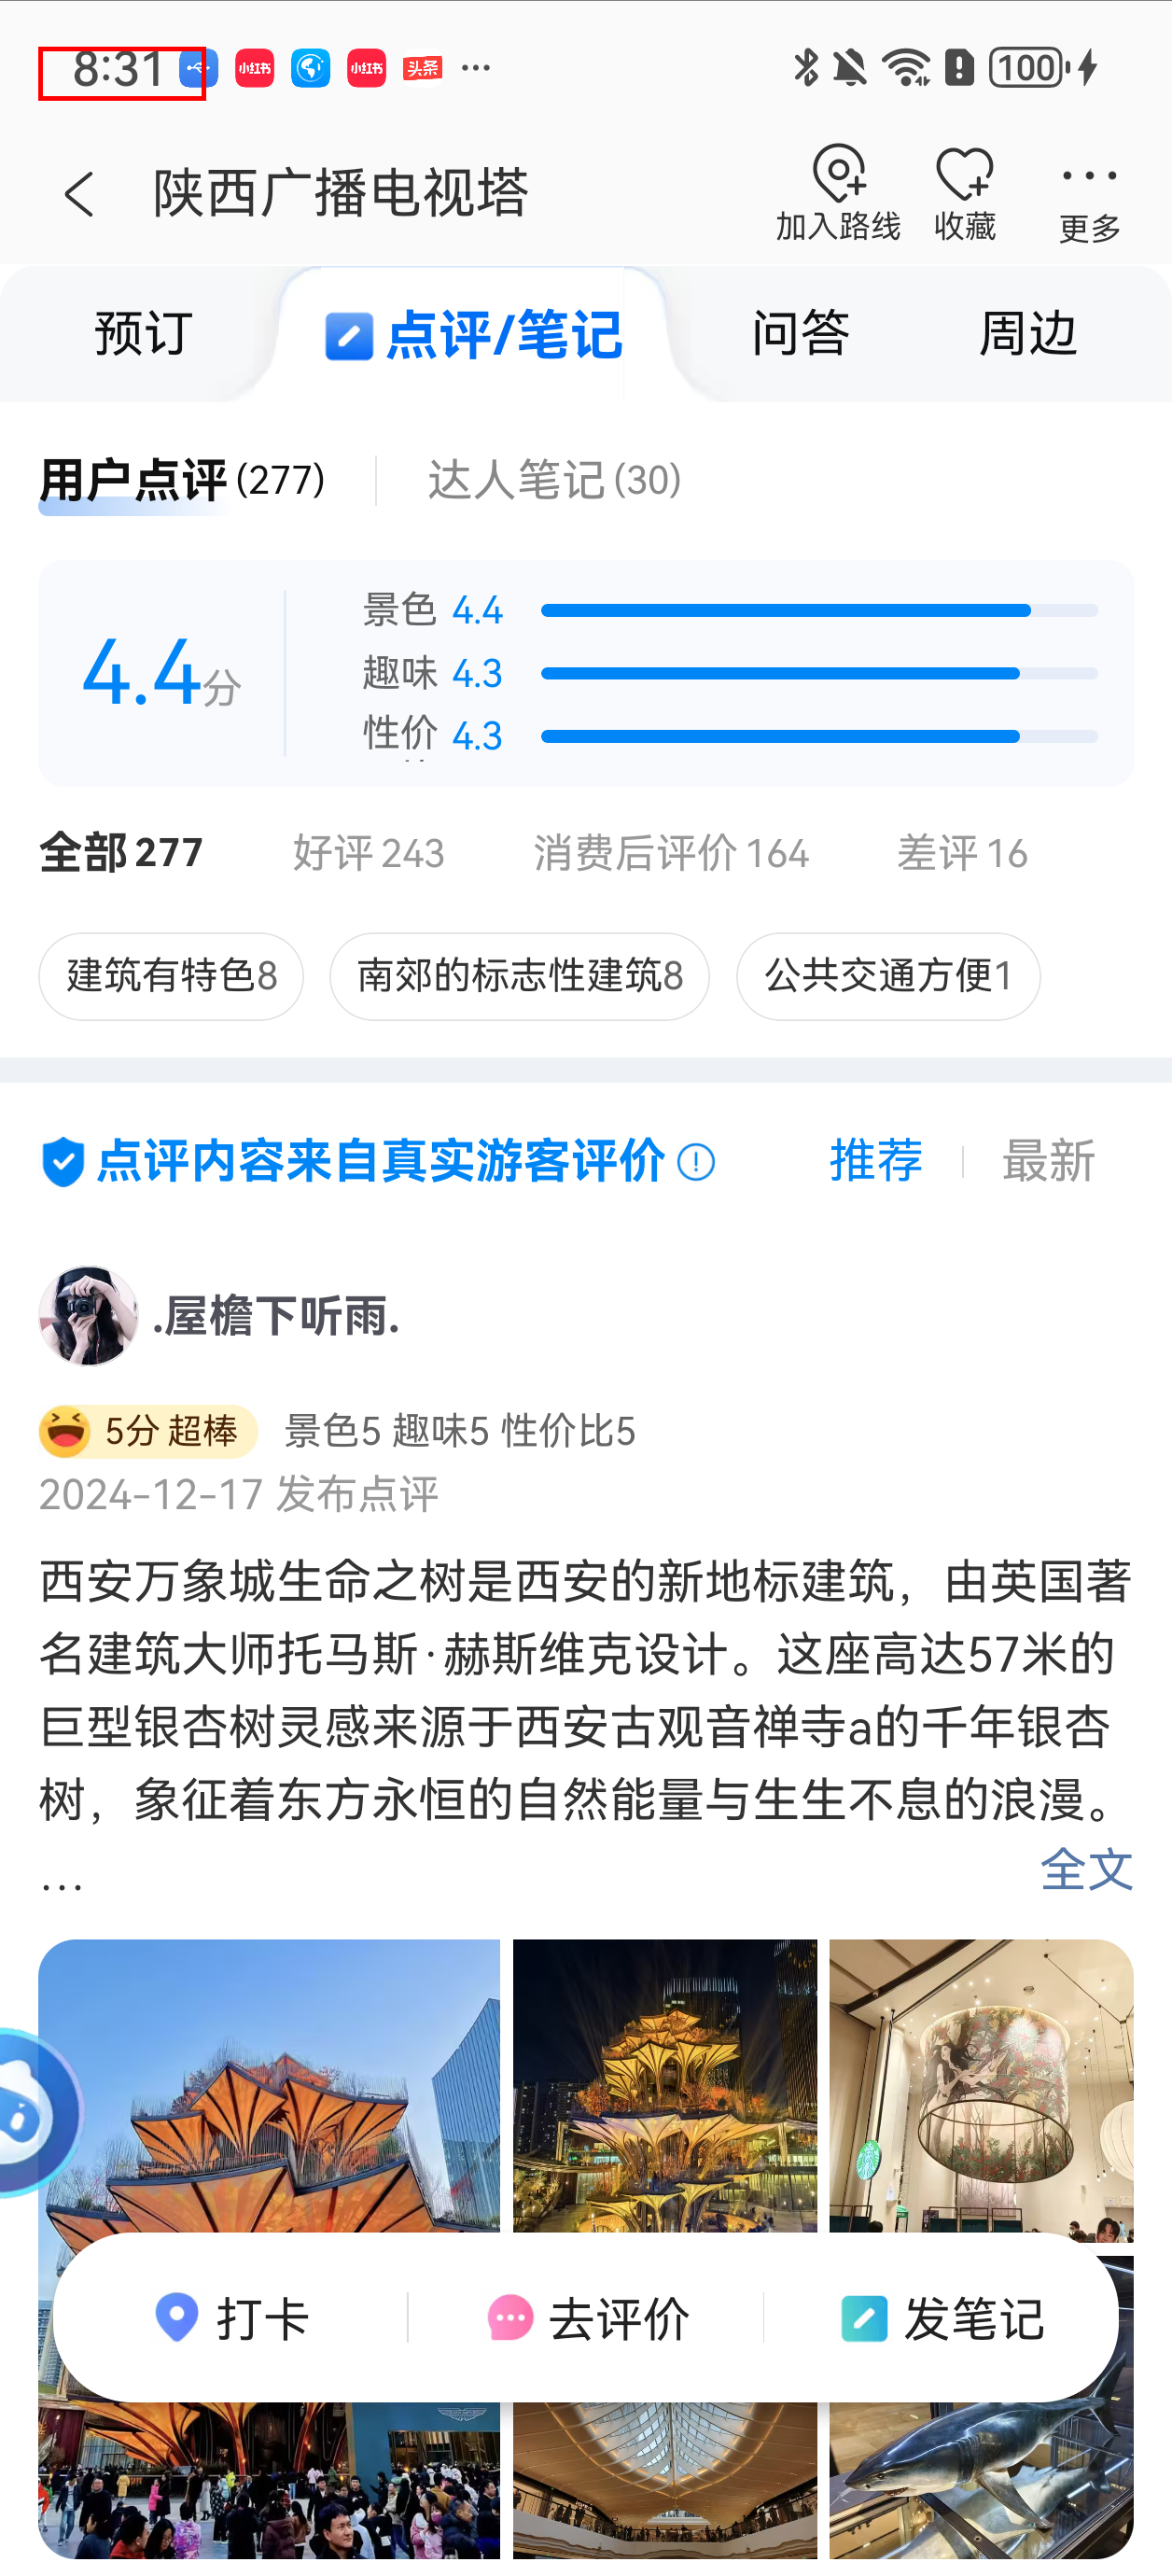 8:31 小红书 小红书 头条 ... 100
陕西广播电视塔
加入路线 收藏 更多
预订 点评/笔记 问答 周边
用户点评(277) 达人笔记(30)
4.4分
景色 4.4
趣味 4.3
性价 4.3
全部277 好评243 消费后评价164 差评16
建筑有特色8 南郊的标志性建筑8 公共交通方便1
点评内容来自真实游客评价 推荐 最新
.屋檐下听雨.
5分 超棒 景色5 趣味5 性价比5
2024-12-17 发布点评
西安万象城生命之树是西安的新地标建筑，由英国著
名建筑大师托马斯·赫斯维克设计。这座高达57米的
巨型银杏树灵感来源于西安古观音禅寺a的千年银杏
树，象征着东方永恒的自然能量与生生不息的浪漫。
... 全文
打卡 去评价 发笔记